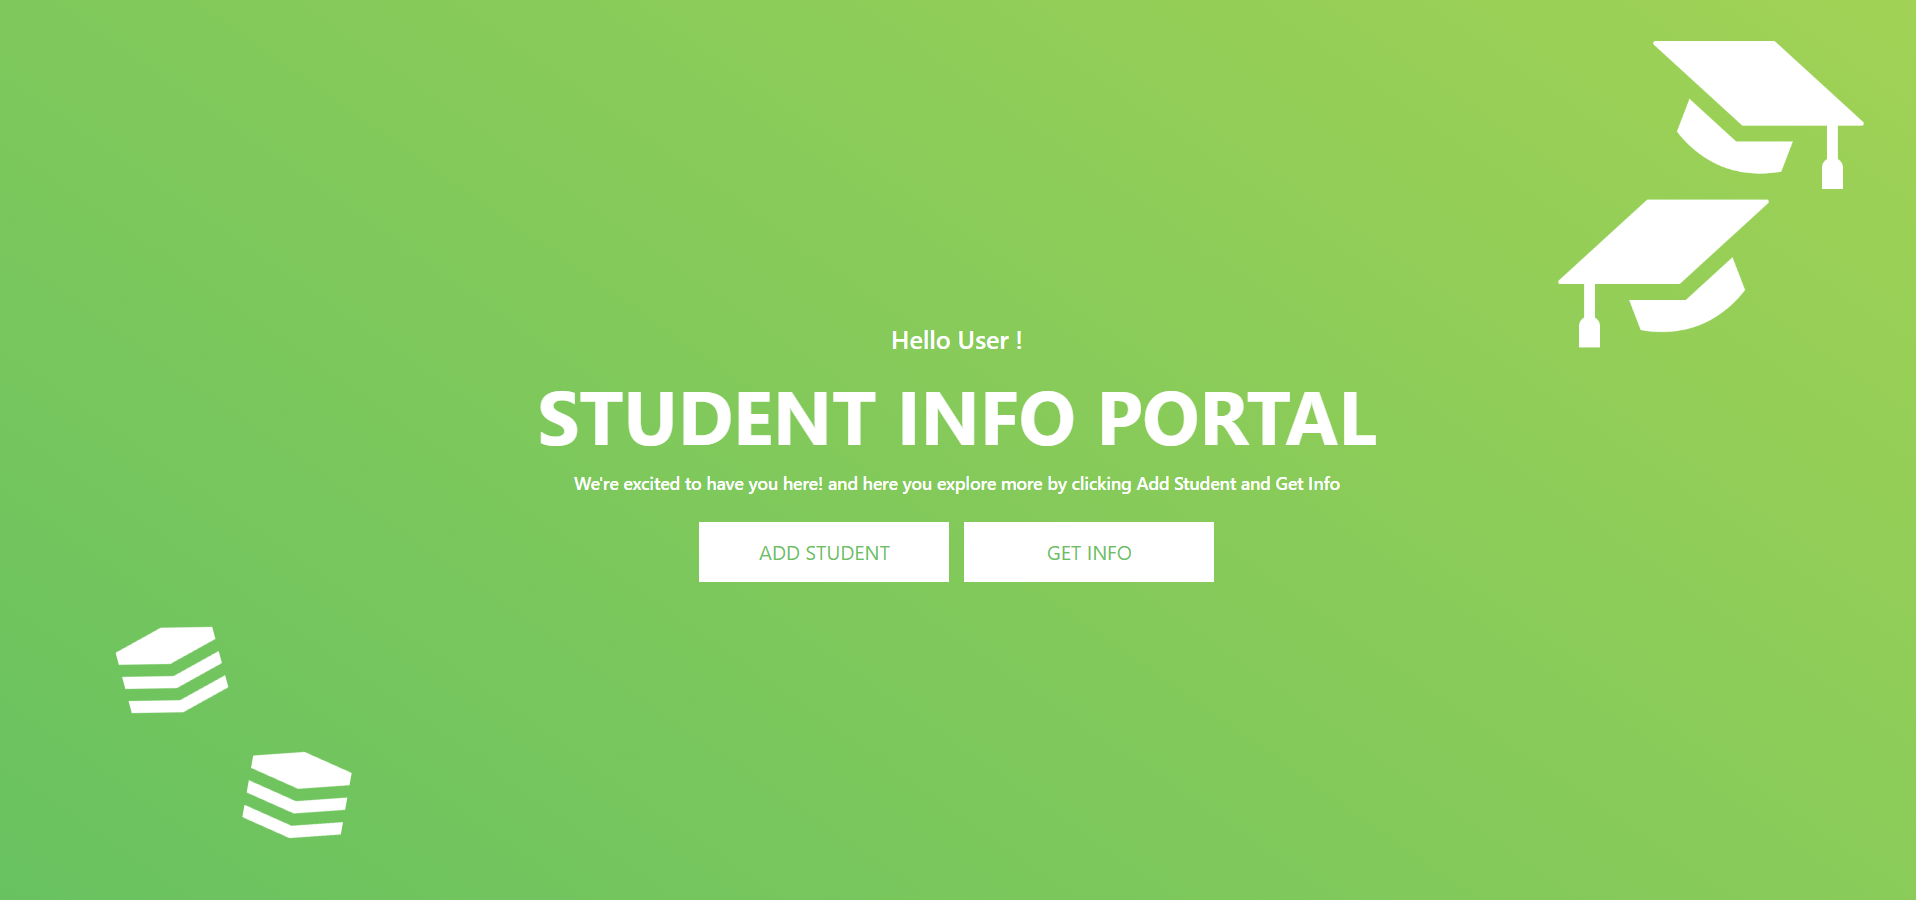 Hello User !
STUDENT INFO PORTAL
We're excited to have you here! and here you explore more by clicking Add Student and Get Info
ADD STUDENT
GET INFO